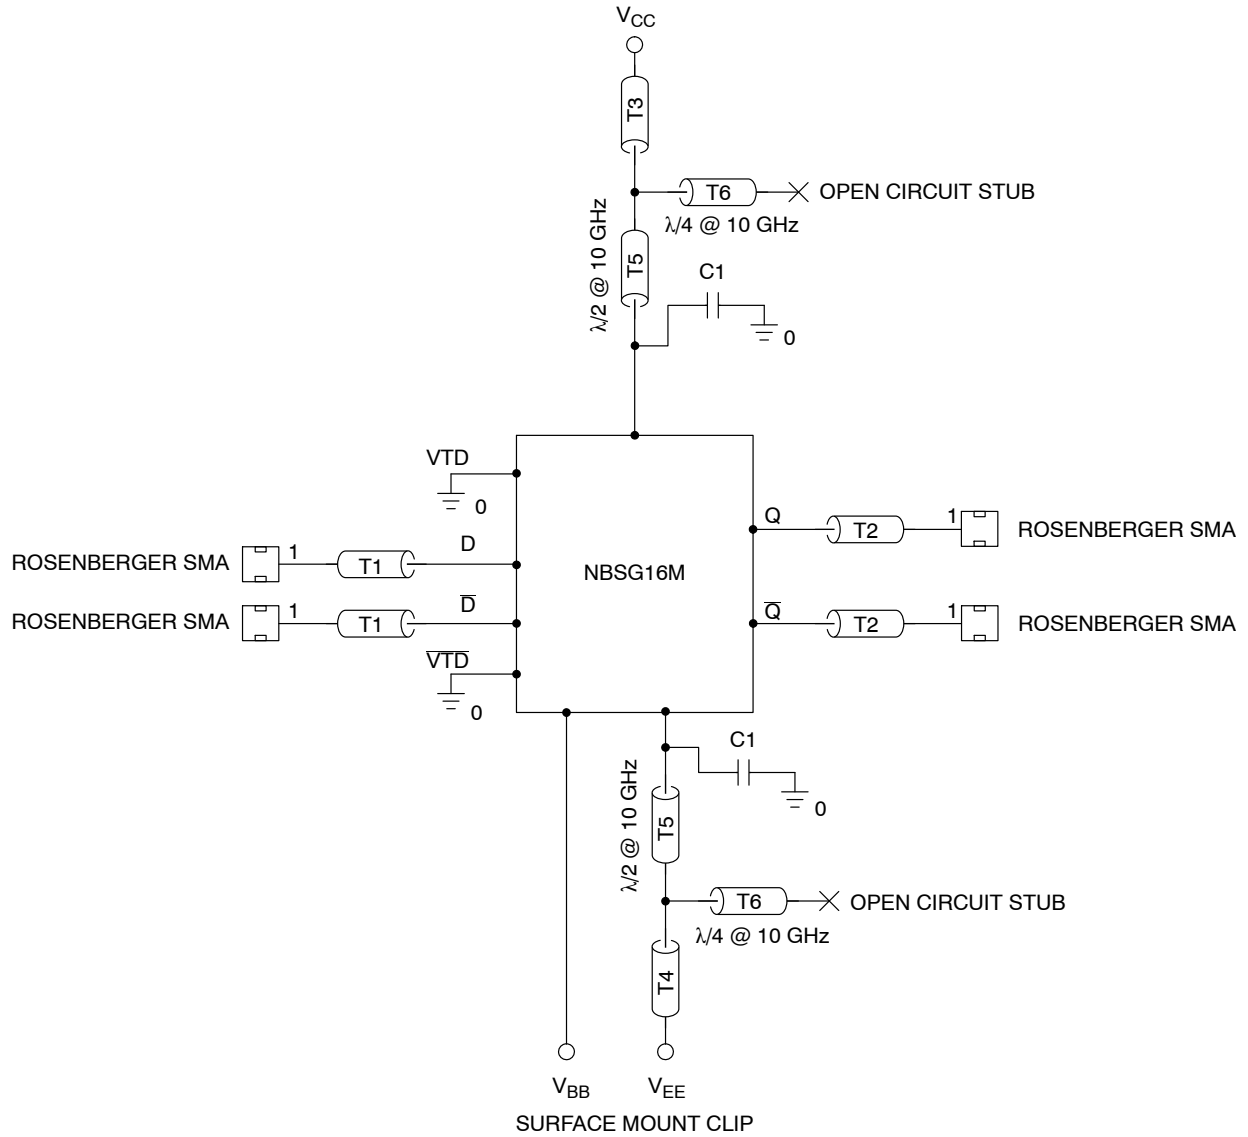 VCC
T3
T6
OPEN CIRCUIT STUB
λ/4 @ 10 GHz
λ/2 @ 10 GHz
T5
C1
0
VTD
0
Q
1
T2
ROSENBERGER SMA
ROSENBERGER SMA
1
T1
D
NBSG16M
ROSENBERGER SMA
1
T1
D̅
Q̅
T2
1
ROSENBERGER SMA
V̅T̅D̅
0
C1
0
λ/2 @ 10 GHz
T5
T6
OPEN CIRCUIT STUB
λ/4 @ 10 GHz
T4
VBB
VEE
SURFACE MOUNT CLIP